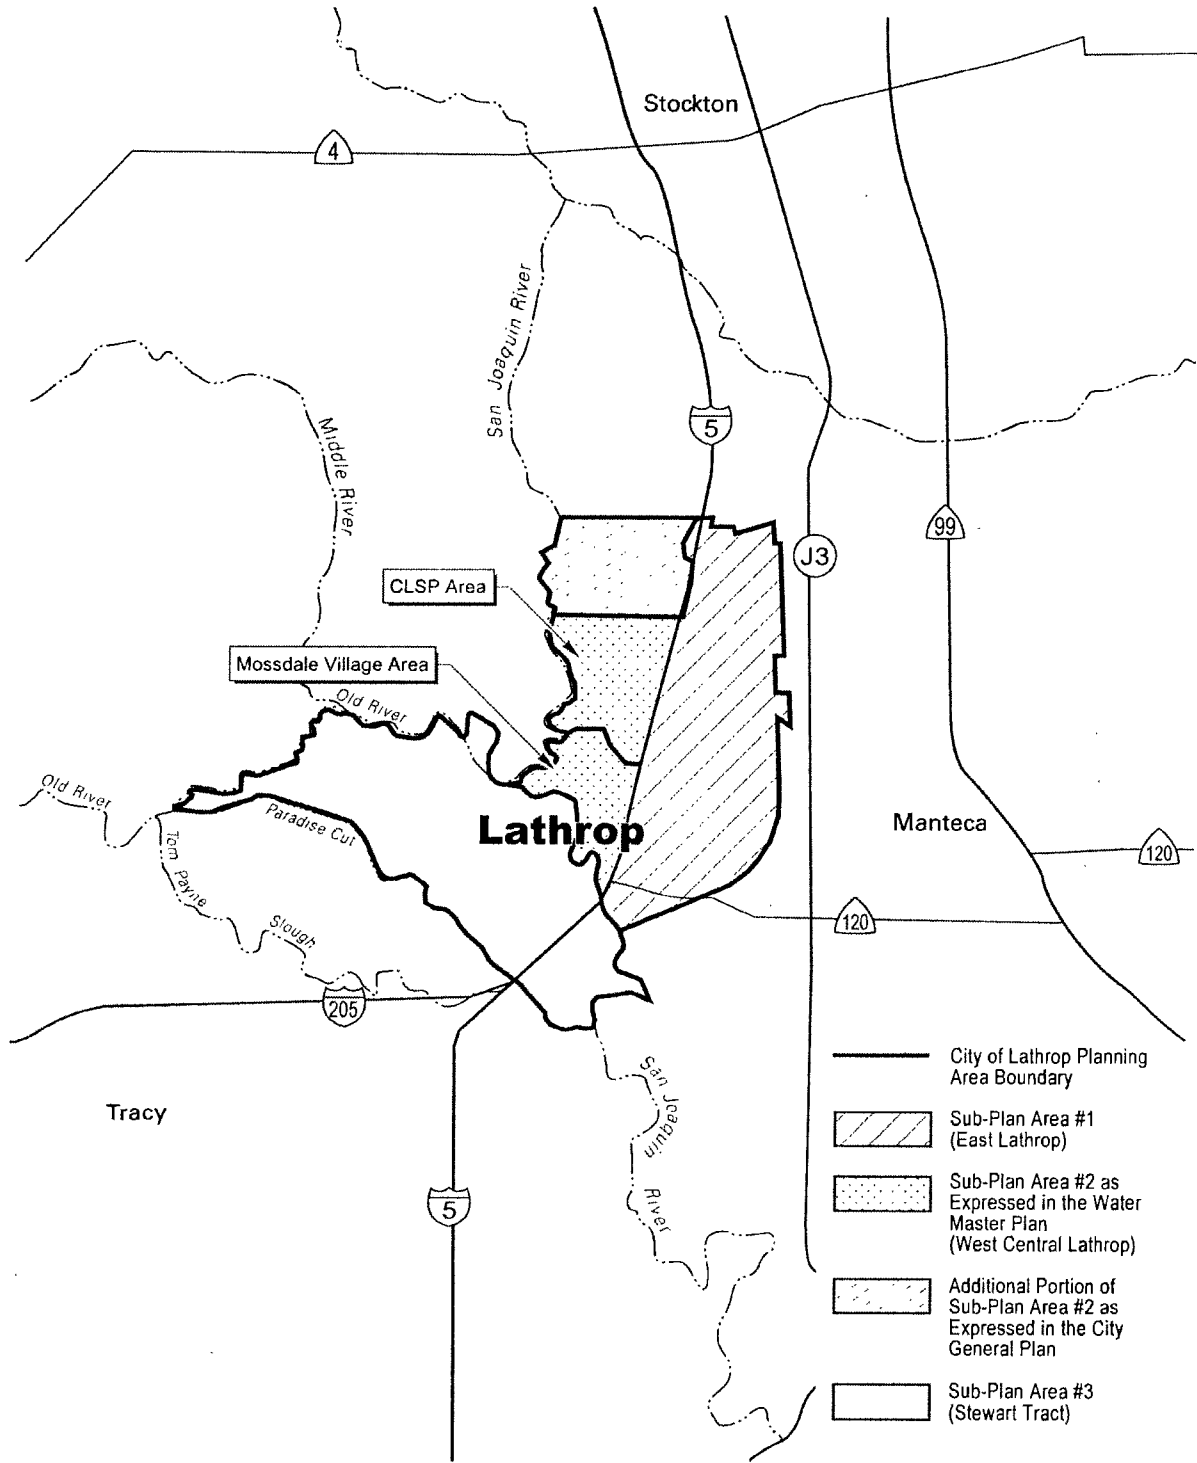 Stockton
4
San Joaquin River
Middle River
5
99
J3
CLSP Area
Mossdale Village Area
Old River
Old River
Paradise Cut
Lathrop
Manteca
120
Tom Payne
Slough
120
205
City of Lathrop Planning
Area Boundary
San Joaquin
River
Tracy
Sub-Plan Area #1
(East Lathrop)
Sub-Plan Area #2 as
Expressed in the Water
Master Plan
(West Central Lathrop)
5
Additional Portion of
Sub-Plan Area #2 as
Expressed in the City
General Plan
Sub-Plan Area #3
(Stewart Tract)